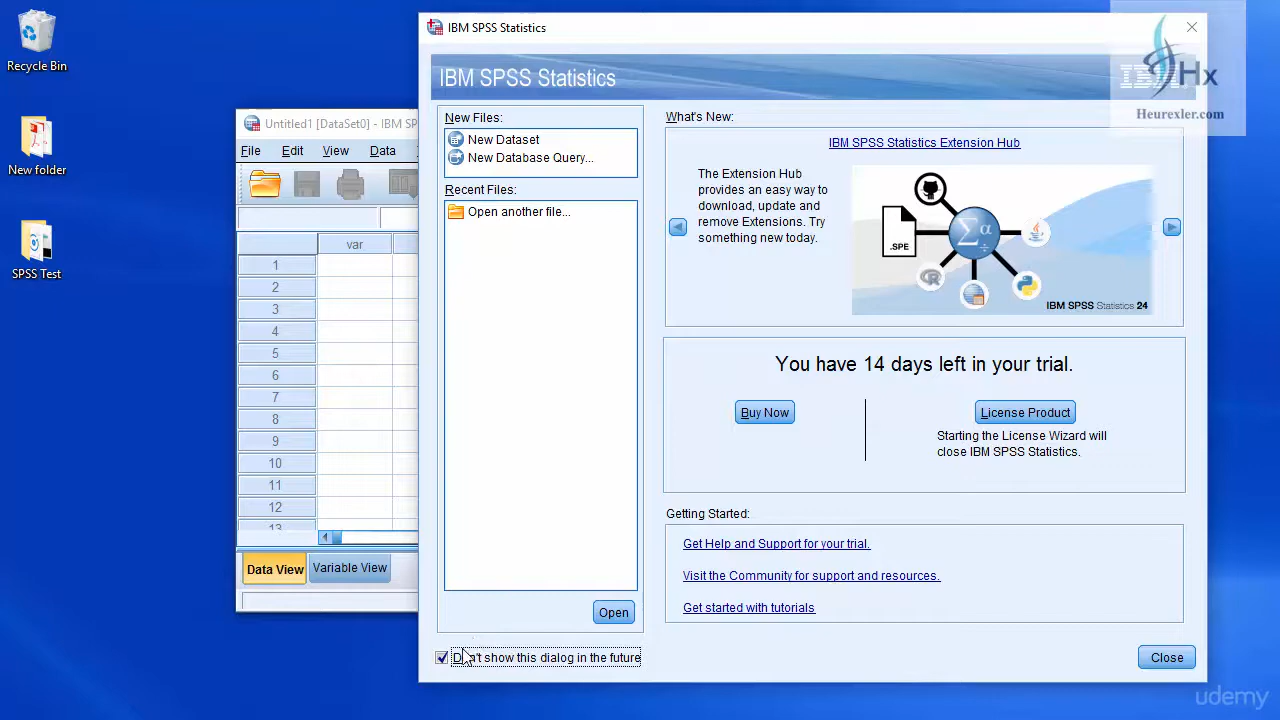 Recycle Bin
New folder
SPSS Test
Untitled1 [DataSet0] - IBM SP
File Edit View Data
var
1
2
3
4
5
6
7
8
9
10
11
12
13
Data View
Variable View
IBM SPSS Statistics
IBM SPSS Statistics
IBM
Hx
Heurexler.com
New Files:
New Dataset
New Database Query...
Recent Files:
Open another file...
Open
Don't show this dialog in the future
What's New:
IBM SPSS Statistics Extension Hub
The Extension Hub
provides an easy way to
download, update and
remove Extensions. Try
something new today.
.SPE
Σα
÷
R
IBM SPSS Statistics 24
You have 14 days left in your trial.
Buy Now
License Product
Starting the License Wizard will
close IBM SPSS Statistics.
Getting Started:
Get Help and Support for your trial.
Visit the Community for support and resources.
Get started with tutorials
Close
udemy